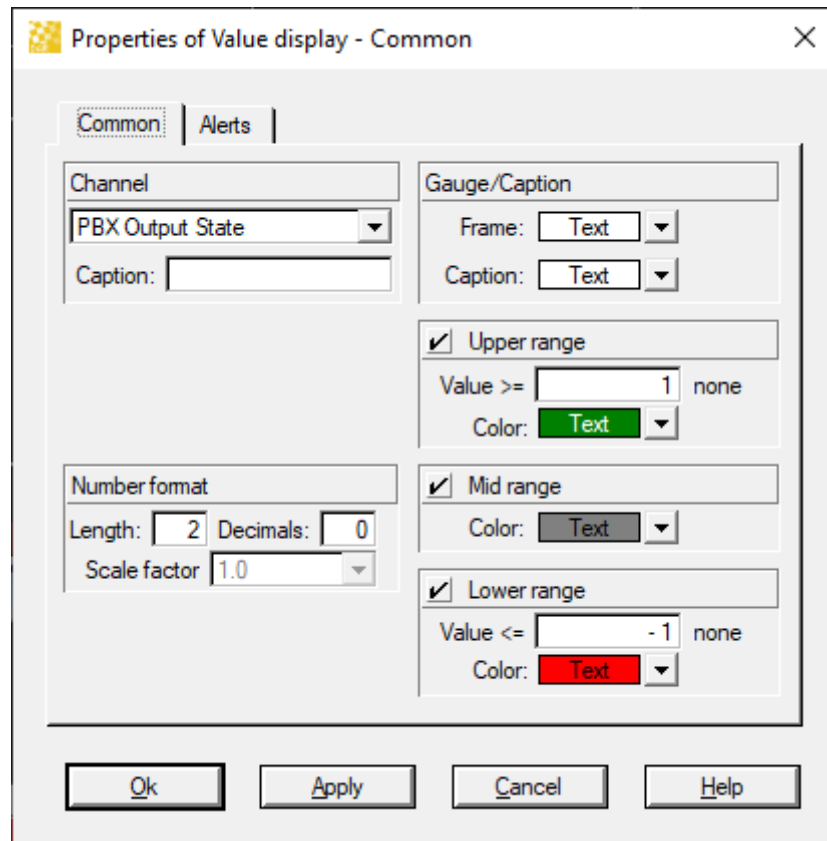 Properties of Value display - Common
Common Alerts
Channel
PBX Output State
Caption:
Gauge/Caption
Frame: Text
Caption: Text
Upper range
Value >= 1 none
Color: Text
Number format
Length: 2 Decimals: 0
Scale factor 1.0
Mid range
Color: Text
Lower range
Value <= - 1 none
Color: Text
Ok Apply Cancel Help